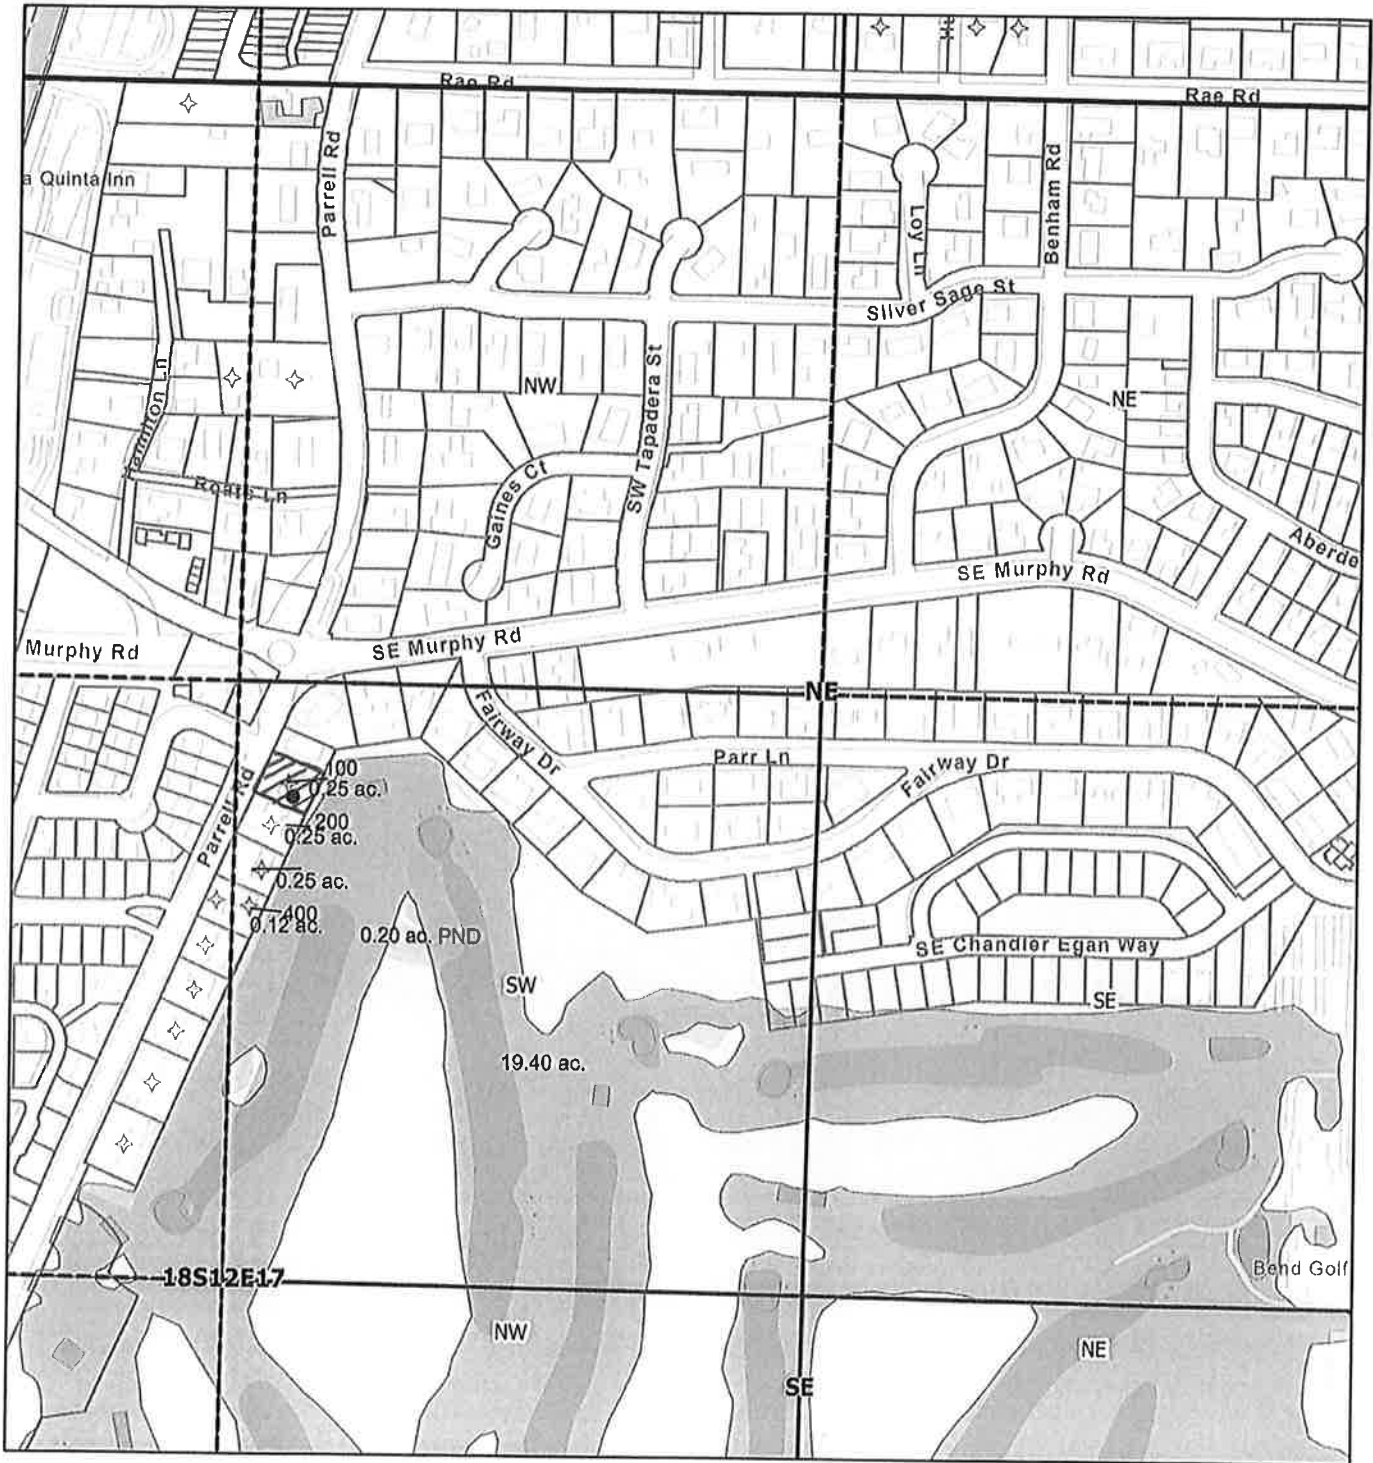 Rae Rd
Rae Rd
a Quinta Inn
Parrell Rd
Loy Ln
Benham Rd
Silver Sage St
Hamilton Ln
NW
SW Tapadera St
NE
Roats Ln
Gaines Ct
Aberde
SE Murphy Rd
SE Murphy Rd
Murphy Rd
NE
Fairway Dr
Parr Ln
Fairway Dr
Parrell Rd
100
0.25 ac.
200
0.25 ac.
0.25 ac.
400
0.12 ac.
0.20 ac. PND
SE Chandler Egan Way
SW
SE
19.40 ac.
18S12E17
Bend Golf
NW
NE
SE